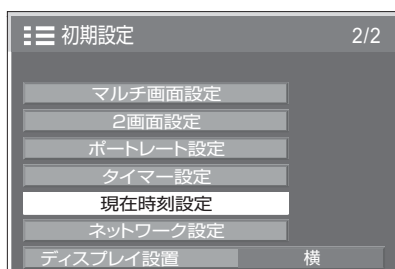 初期設定 2/2
マルチ画面設定
2画面設定
ポートレート設定
タイマー設定
現在時刻設定
ネットワーク設定
ディスプレイ設置 横